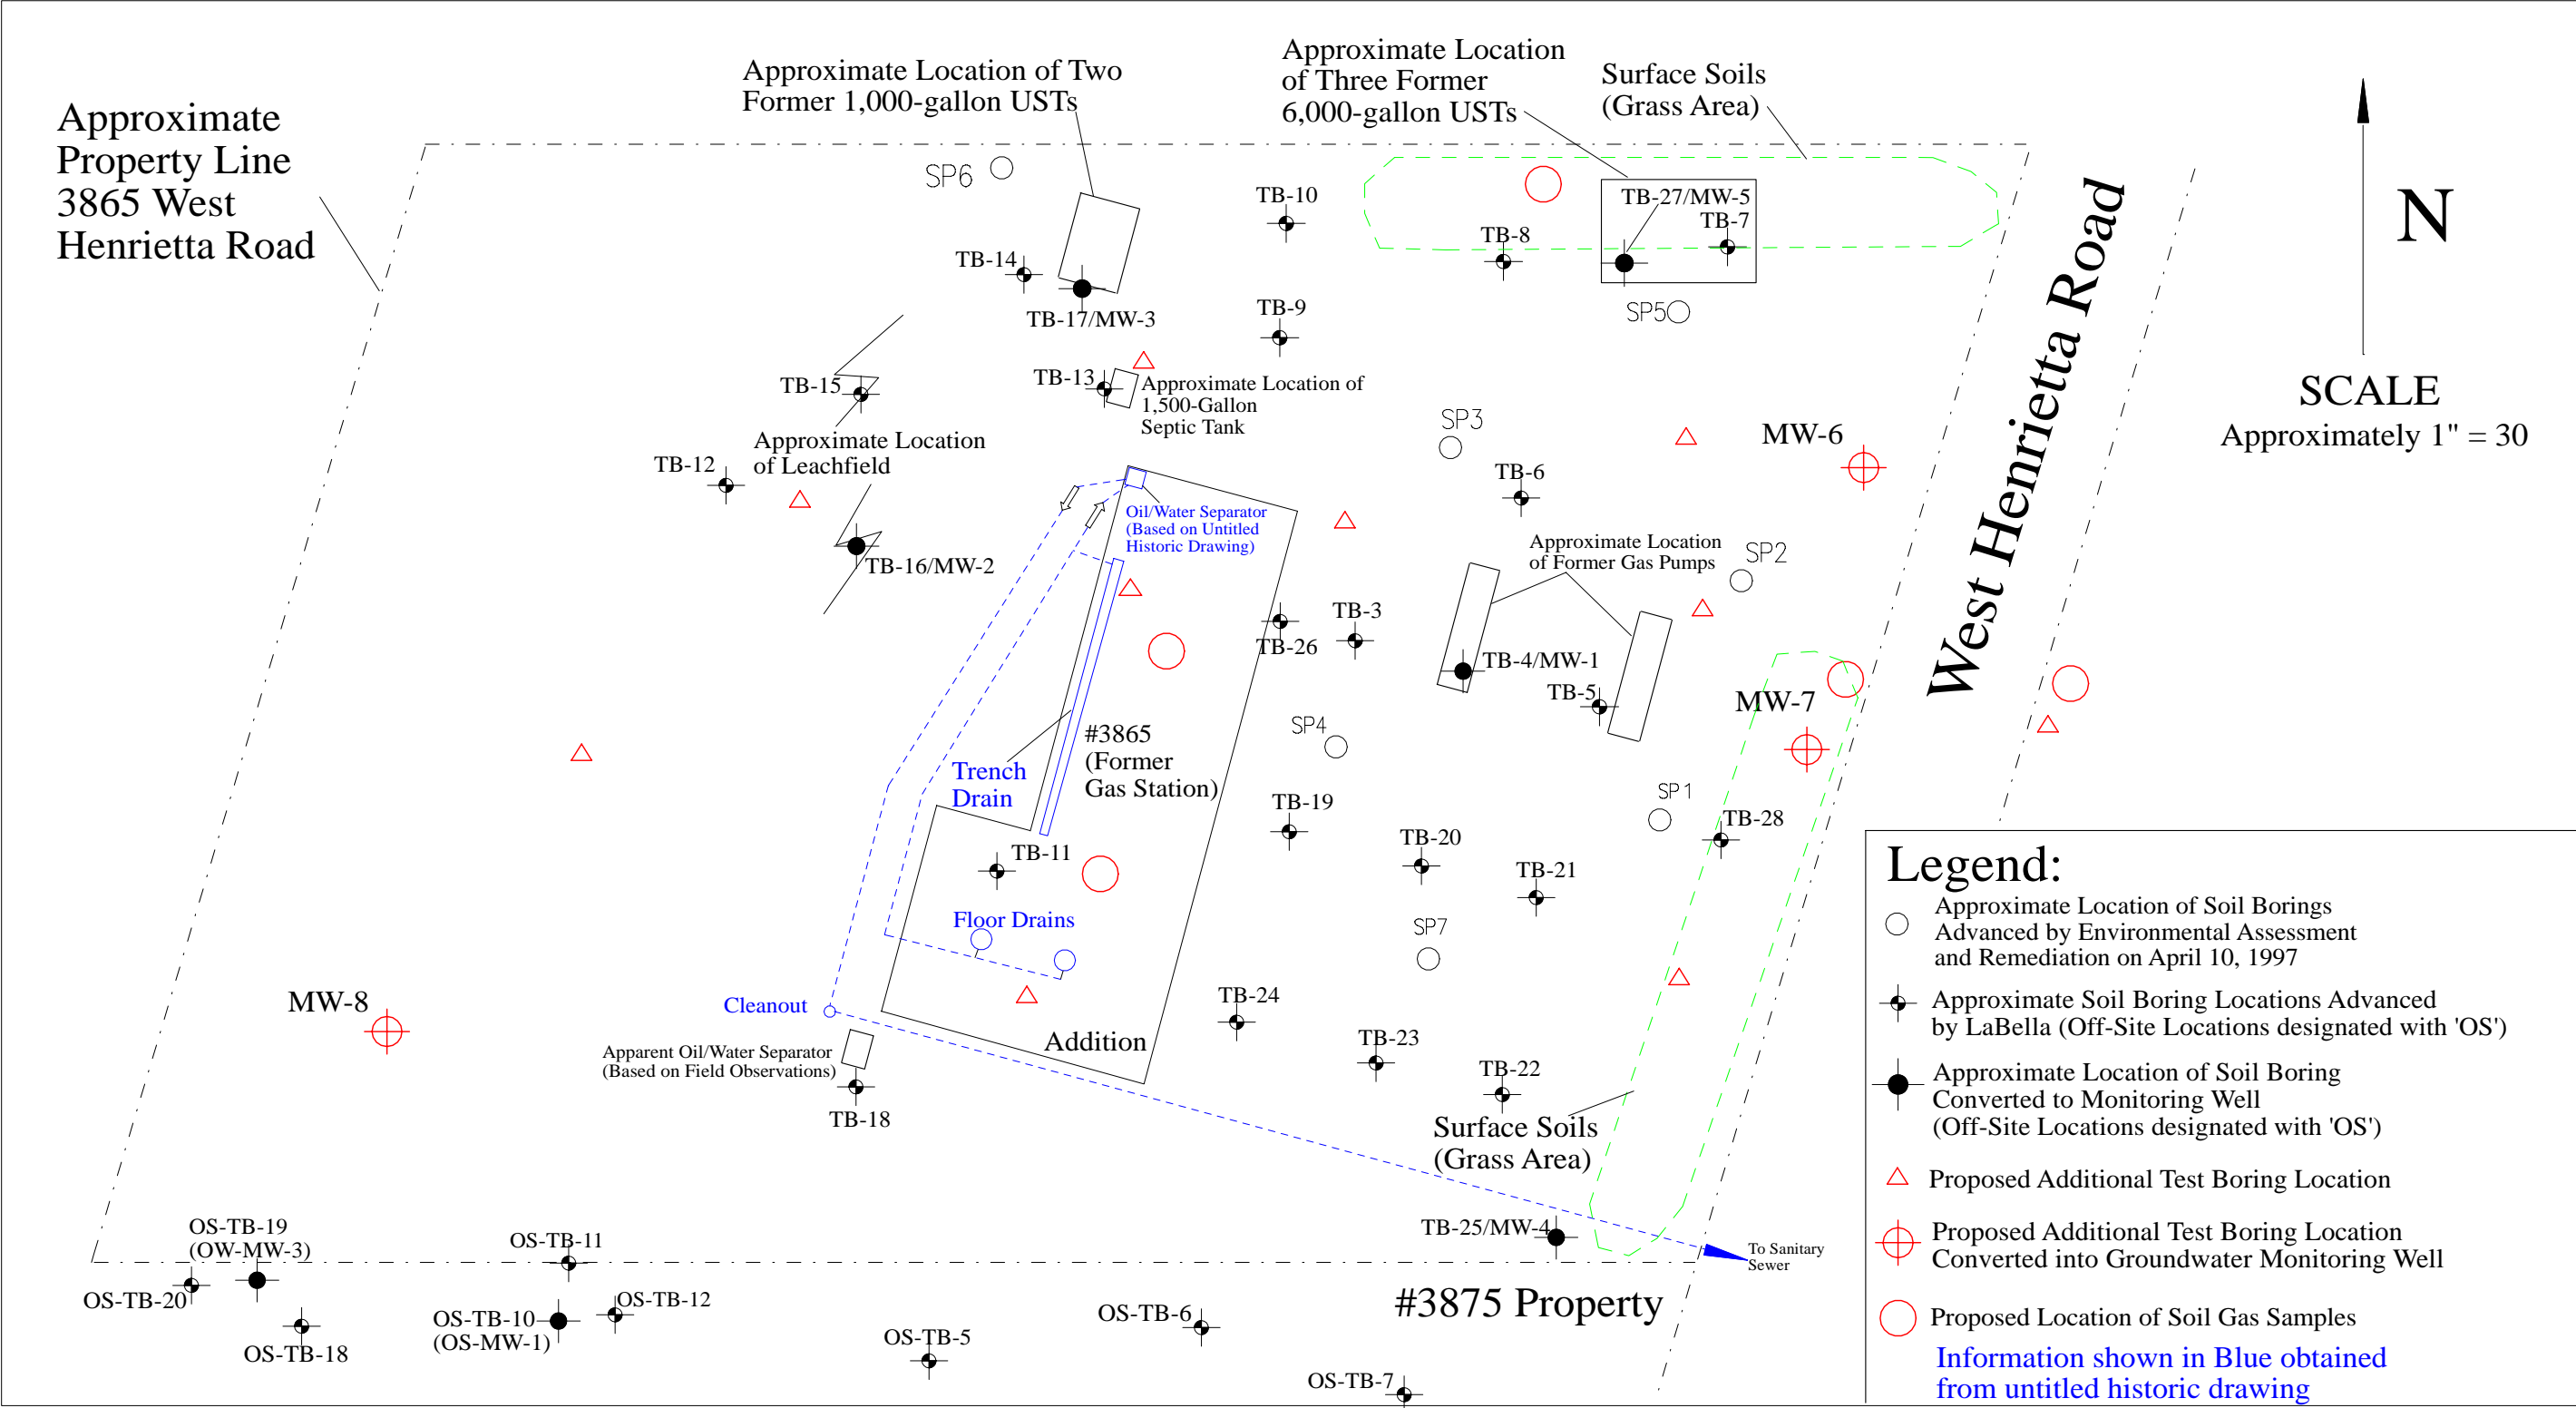 Approximate
Property Line
3865 West
Henrietta Road
Approximate Location of Two
Former 1,000-gallon USTs
Approximate Location
of Three Former
6,000-gallon USTs
Surface Soils
(Grass Area)
N
SCALE
Approximately 1" = 30
West Henrietta Road
SP6
TB-10
TB-27/MW-5
TB-7
TB-8
TB-14
TB-17/MW-3
TB-9
SP5
TB-15
TB-13
Approximate Location of
1,500-Gallon
Septic Tank
SP3
MW-6
Approximate Location
of Leachfield
TB-12
TB-6
TB-16/MW-2
Oil/Water Separator
(Based on Untitled
Historic Drawing)
Approximate Location
of Former Gas Pumps
SP2
TB-3
TB-26
TB-4/MW-1
TB-5
MW-7
SP4
#3865
(Former
Gas Station)
Trench
Drain
TB-19
SP1
TB-28
TB-20
TB-11
TB-21
Floor Drains
SP7
Cleanout
MW-8
TB-24
Addition
TB-23
Apparent Oil/Water Separator
(Based on Field Observations)
TB-22
TB-18
Surface Soils
(Grass Area)
TB-25/MW-4
To Sanitary
Sewer
OS-TB-19
(OW-MW-3)
OS-TB-11
OS-TB-20
OS-TB-12
OS-TB-10
(OS-MW-1)
OS-TB-18
OS-TB-5
OS-TB-6
#3875 Property
OS-TB-7
Legend:
Approximate Location of Soil Borings
Advanced by Environmental Assessment
and Remediation on April 10, 1997
Approximate Soil Boring Locations Advanced
by LaBella (Off-Site Locations designated with 'OS')
Approximate Location of Soil Boring
Converted to Monitoring Well
(Off-Site Locations designated with 'OS')
Proposed Additional Test Boring Location
Proposed Additional Test Boring Location
Converted into Groundwater Monitoring Well
Proposed Location of Soil Gas Samples
Information shown in Blue obtained
from untitled historic drawing